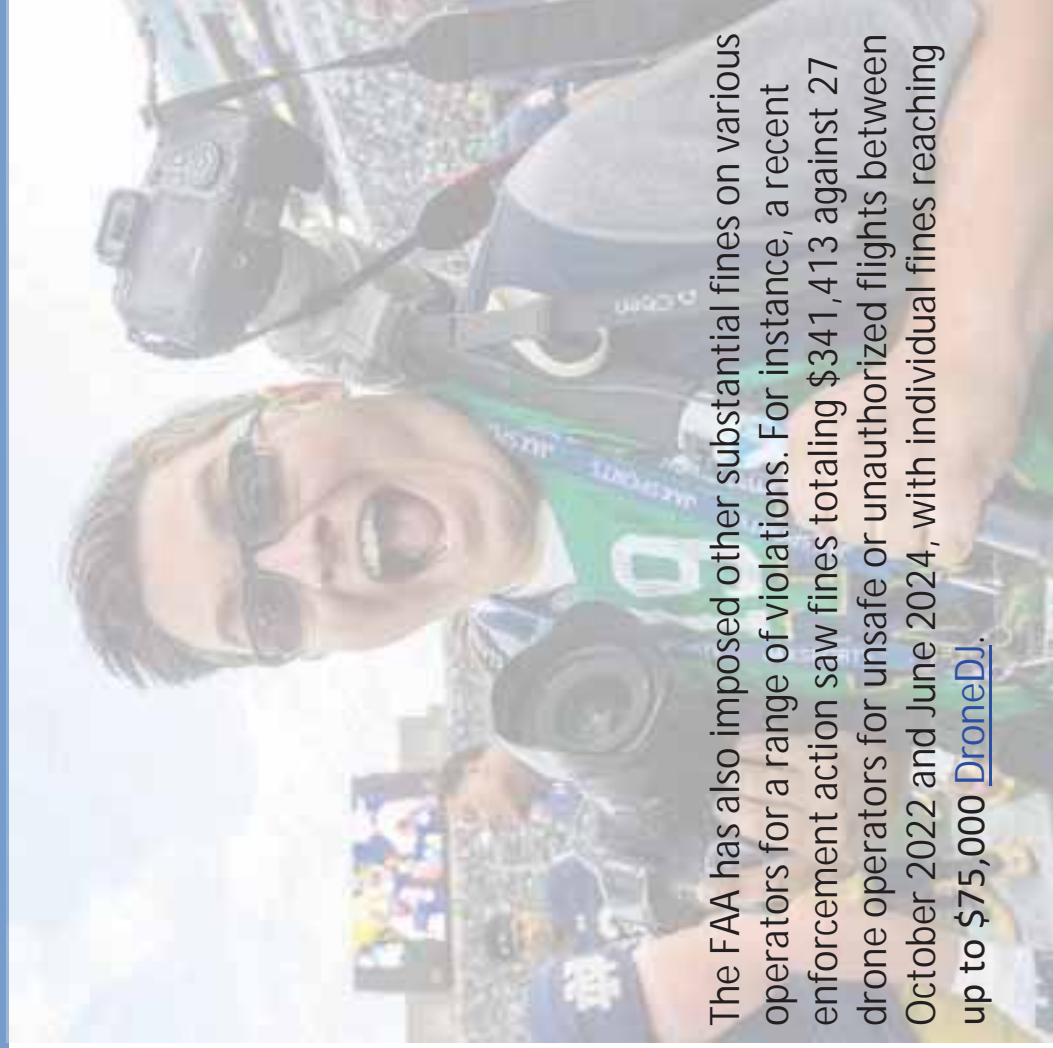 The FAA has also imposed other substantial fines on various
operators for a range of violations. For instance, a recent
enforcement action saw fines totaling $341,413 against 27
drone operators for unsafe or unauthorized flights between
October 2022 and June 2024, with individual fines reaching
up to $75,000 DroneDJ.